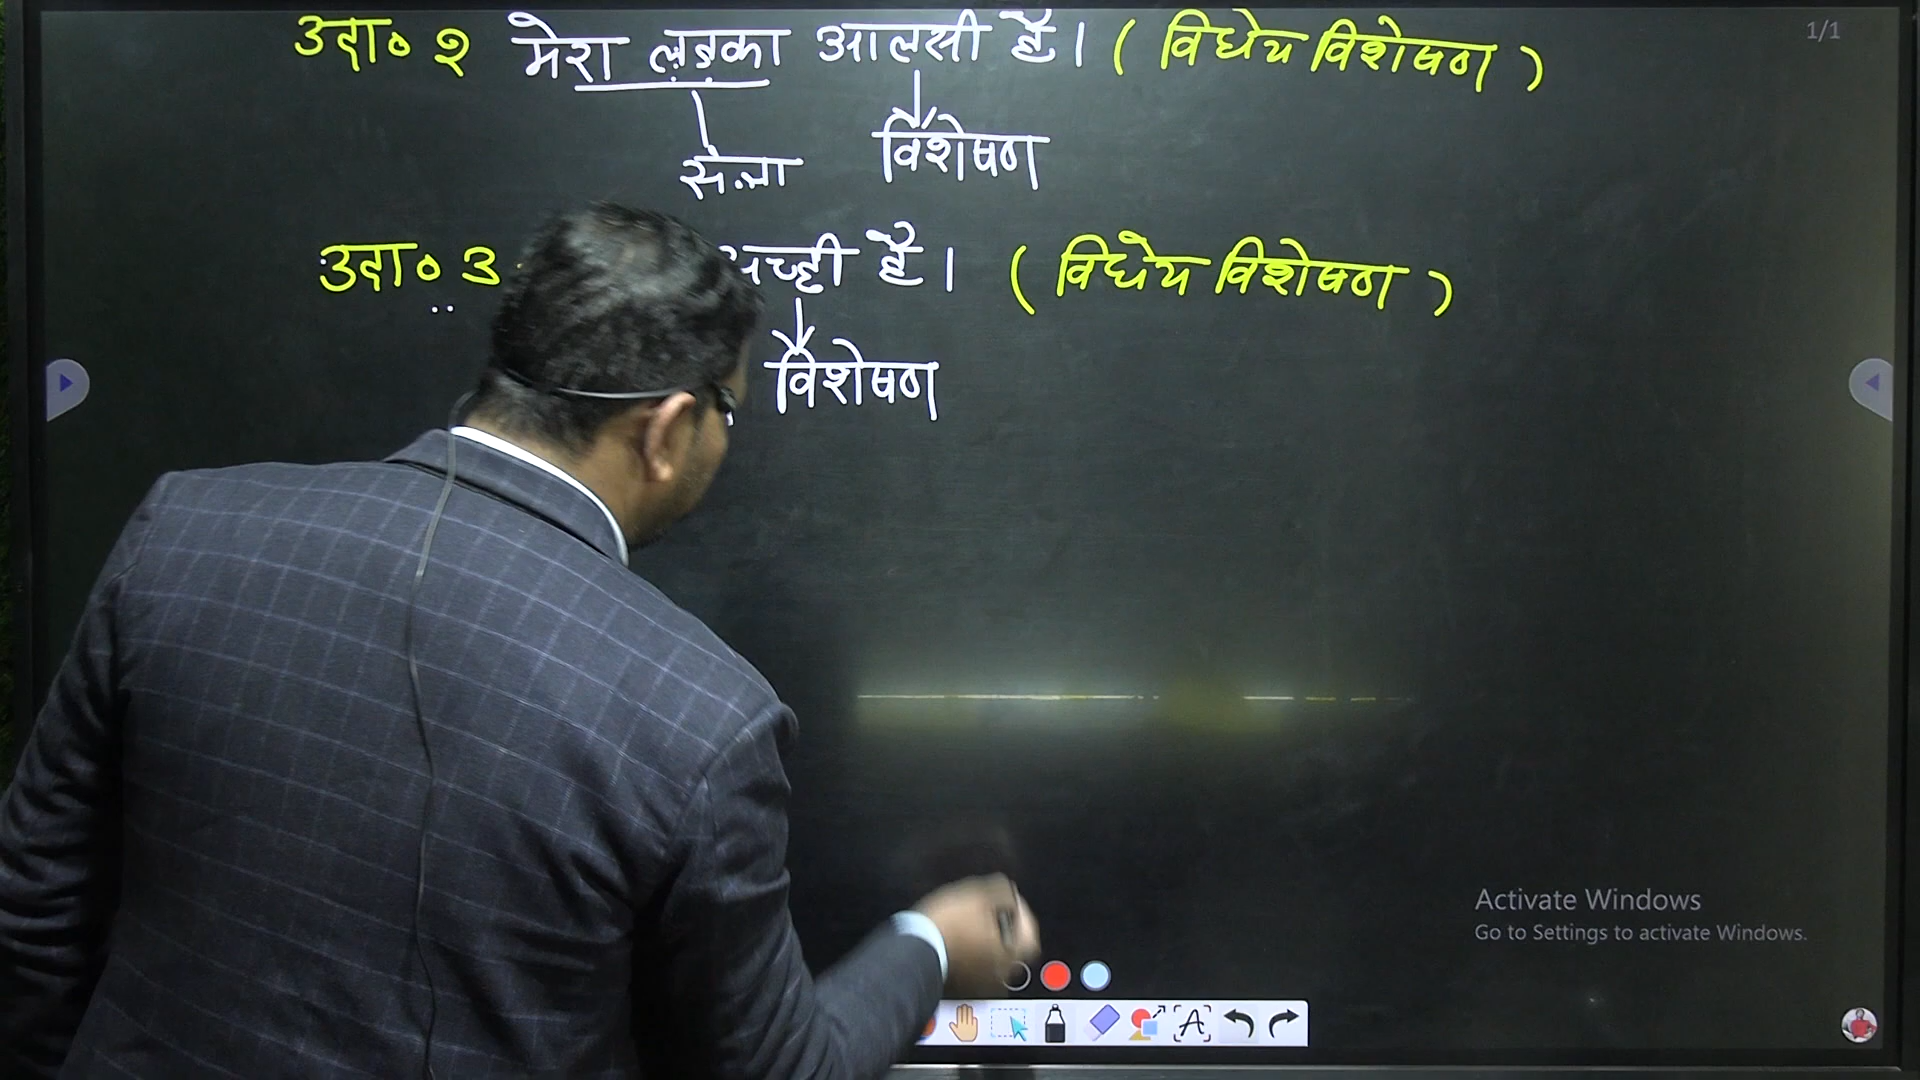 1/1
उदा० २ मेरा लड़का आलसी है। ( विधेय विशेषण )
संज्ञा विशेषण
उदा० ३ है। ( विधेय विशेषण )
विशेषण
Activate Windows
Go to Settings to activate Windows.